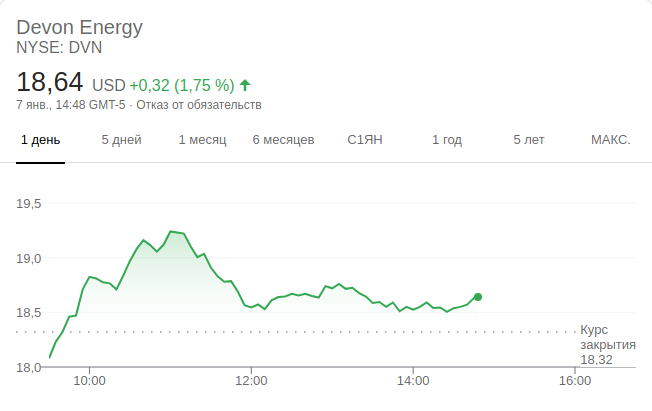 Devon Energy
NYSE: DVN
18,64 USD +0,32 (1,75 %)
7 янв., 14:48 GMT-5 · Отказ от обязательств
1 день 5 дней 1 месяц 6 месяцев С1ЯН 1 год 5 лет МАКС.
19,5
19,0
18,5
Курс
закрытия
18,32
18,0
10:00 12:00 14:00 16:00